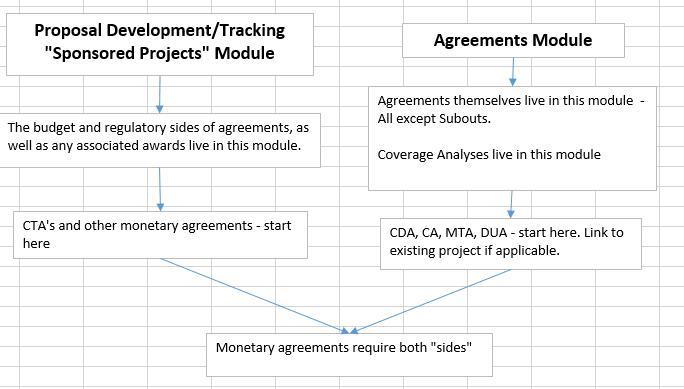 Proposal Development/Tracking
"Sponsored Projects" Module
Agreements Module
The budget and regulatory sides of agreements, as
well as any associated awards live in this module.
Agreements themselves live in this module -
All except Subouts.
Coverage Analyses live in this module
CTA's and other monetary agreements - start
here
CDA, CA, MTA, DUA - start here. Link to
existing project if applicable.
Monetary agreements require both "sides"